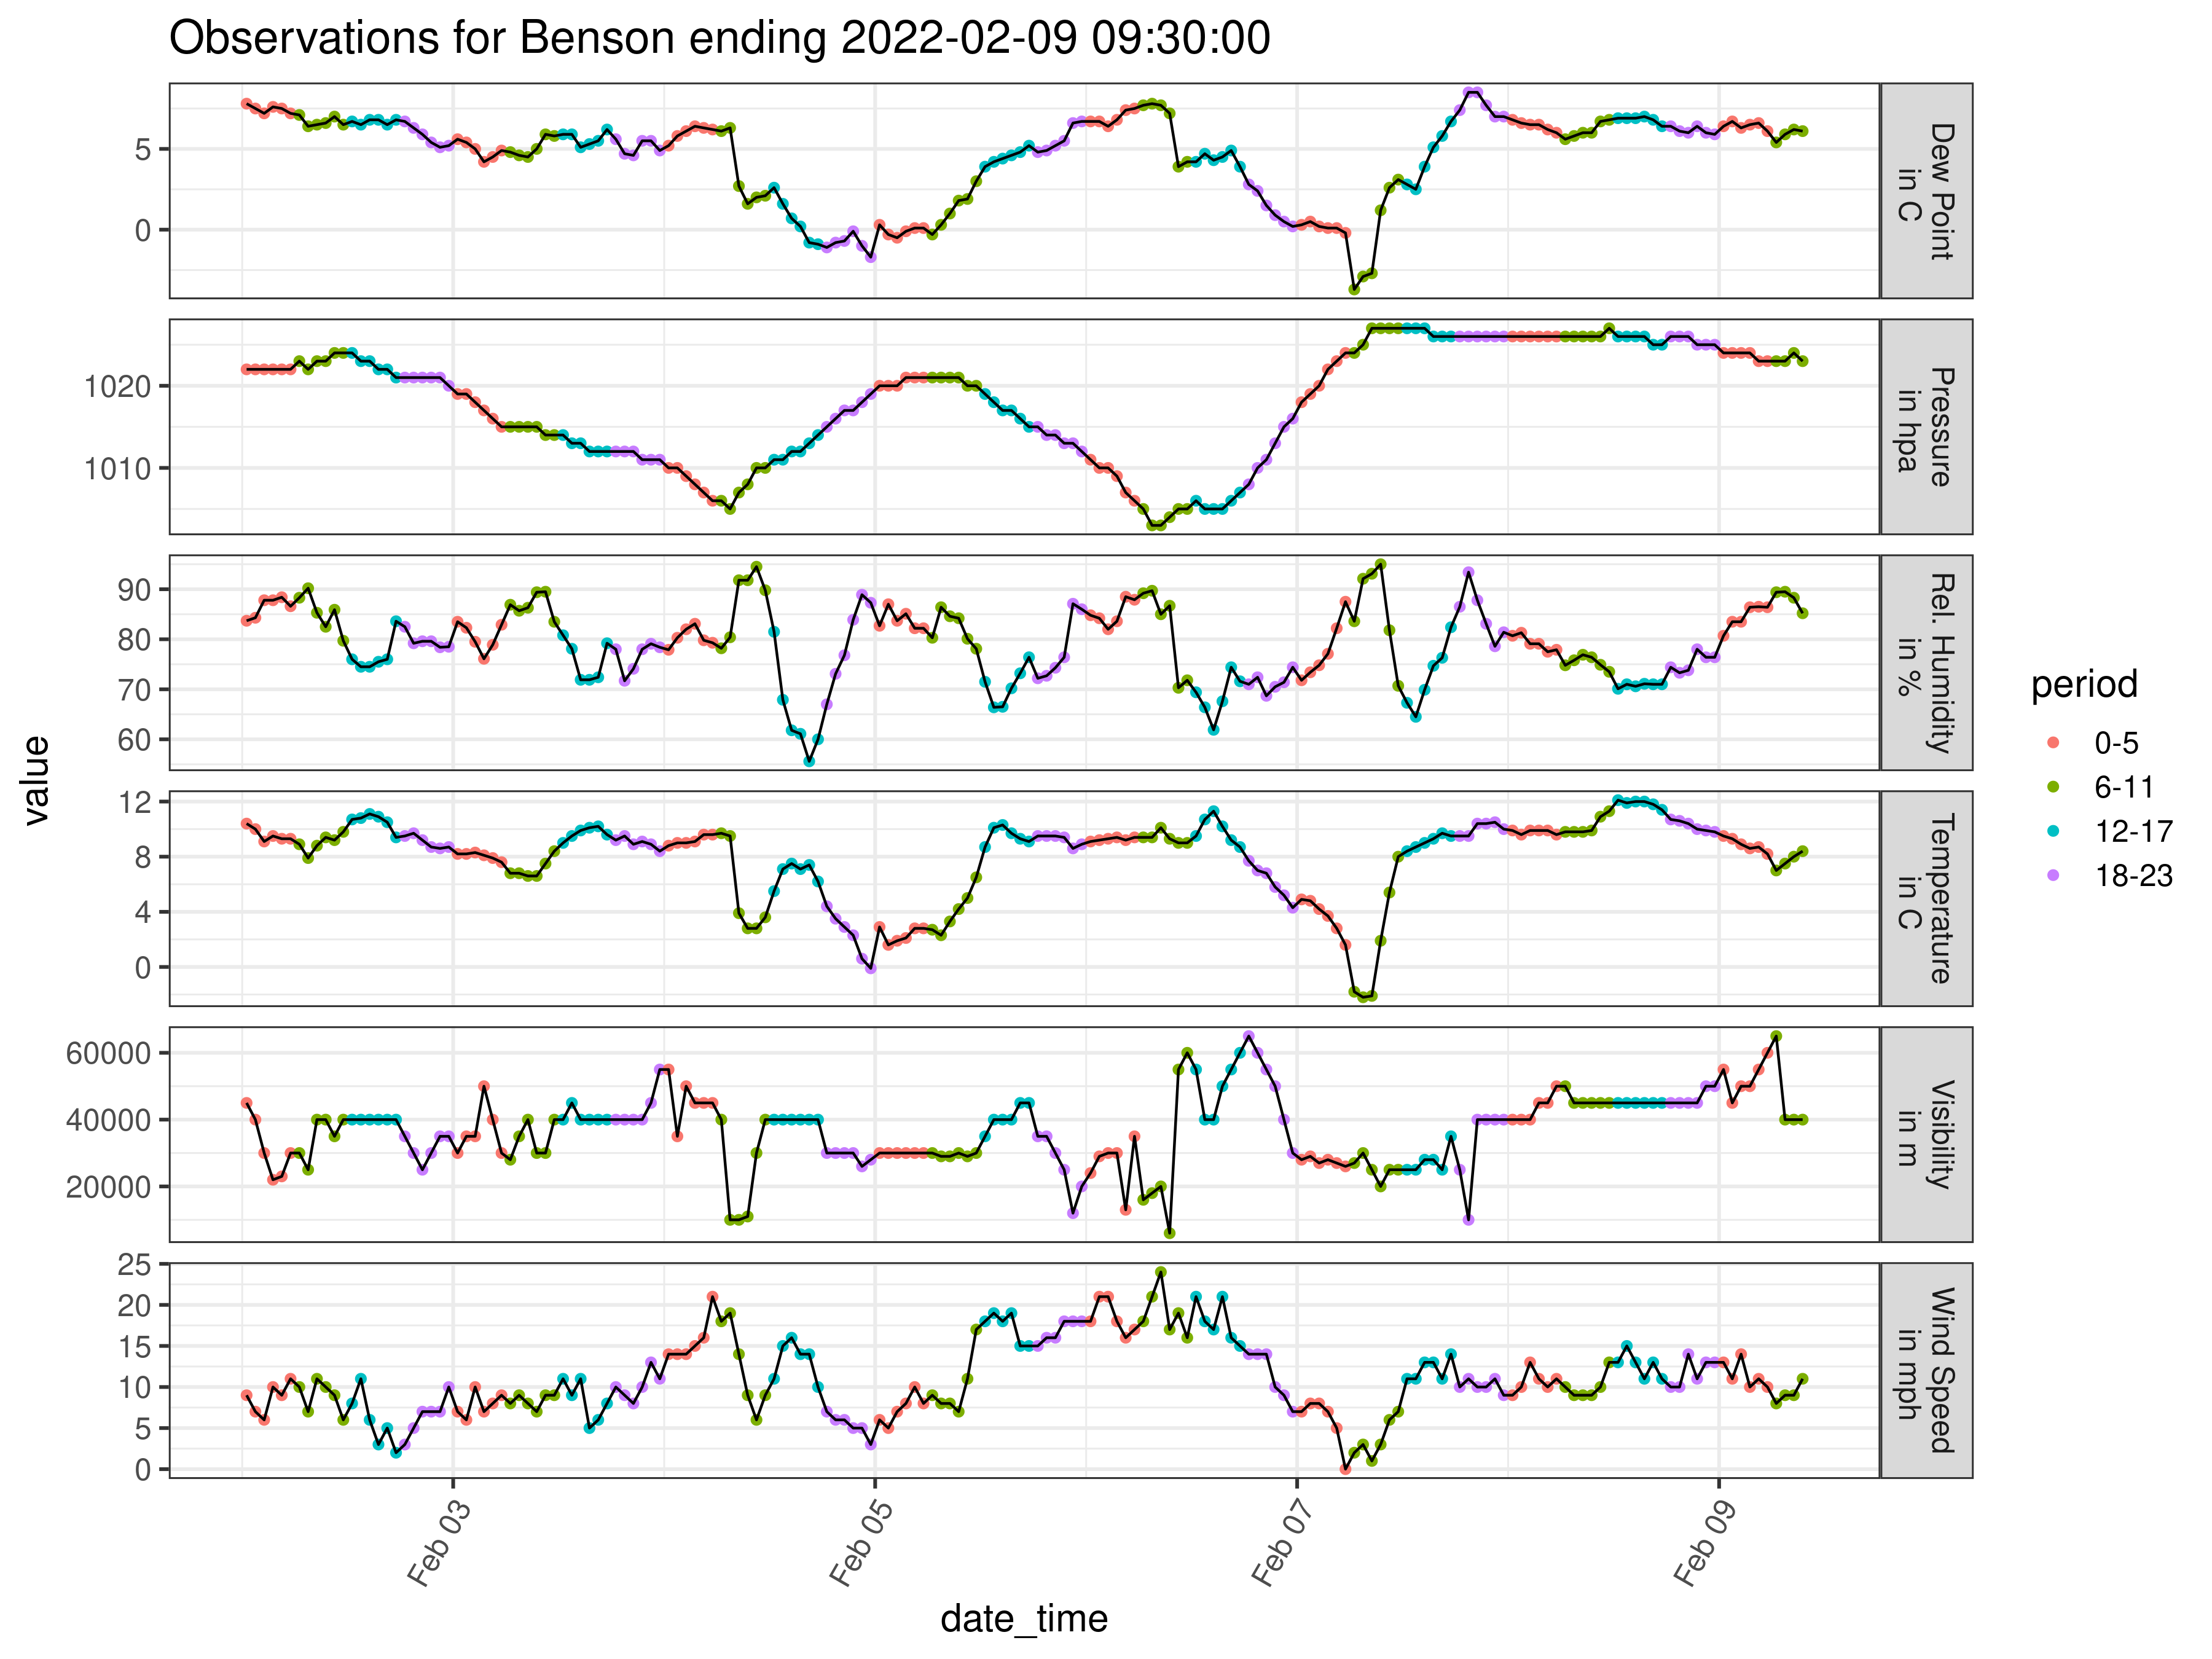 Observations for Benson ending 2022-02-09 09:30:00
value
5
0
Dew Point
in C
1020
1010
Pressure
in hpa
90
80
70
60
Rel. Humidity
in %
12
8
4
0
Temperature
in C
60000
40000
20000
Visibility
in m
25
20
15
10
5
0
Wind Speed
in mph
Feb 03
Feb 05
Feb 07
Feb 09
date_time
period
0-5
6-11
12-17
18-23